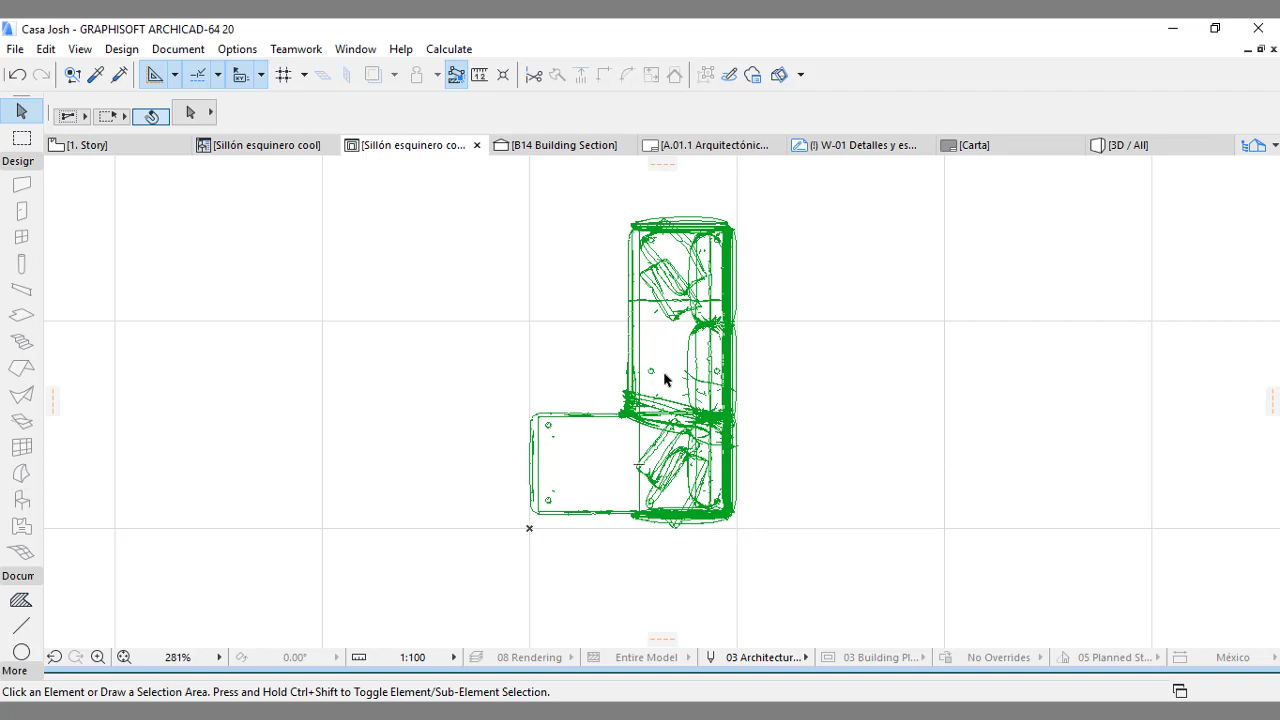 Casa Josh - GRAPHISOFT ARCHICAD-64 20
File Edit View Design Document Options Teamwork Window Help Calculate
[1. Story] [Sillón esquinero cool] [Sillón esquinero co... [B14 Building Section] [A.01.1 Arquitectónic... (!) W-01 Detalles y es... [Carta] [3D / All]
Design
Docum
More
281% 0.00° 1:100 08 Rendering 03 Architectur... 03 Building Pl... No Overrides 05 Planned St... México
Entire Model
Click an Element or Draw a Selection Area. Press and Hold Ctrl+Shift to Toggle Element/Sub-Element Selection.